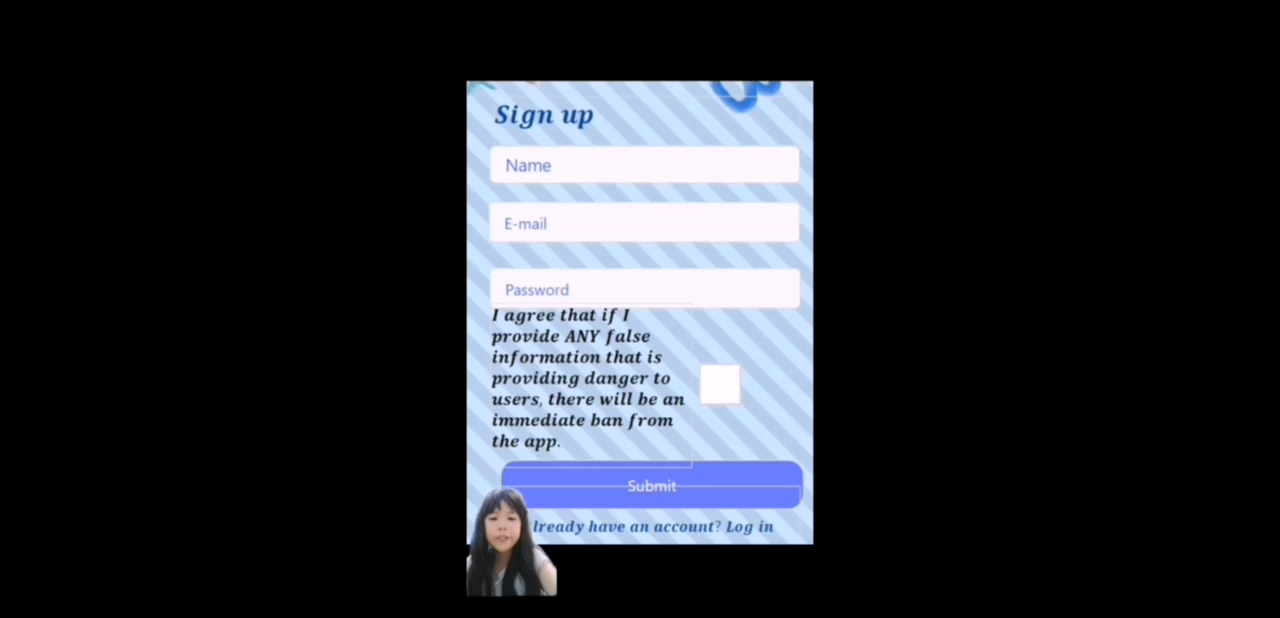 Sign up
Name
E-mail
Password
I agree that if I
provide ANY false
information that is
providing danger to
users, there will be an
immediate ban from
the app.
Submit
lready have an account? Log in